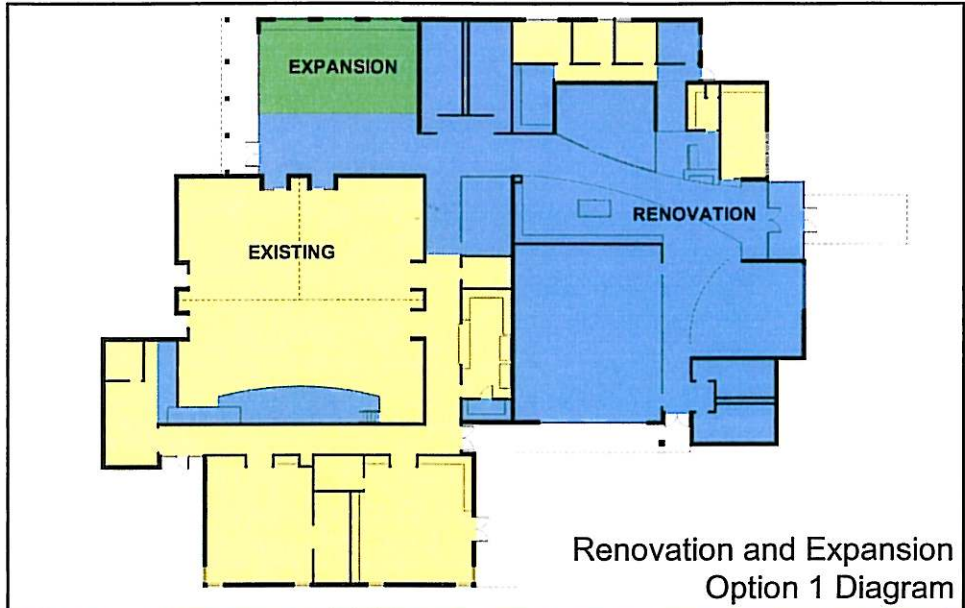 EXPANSION
RENOVATION
EXISTING
Renovation and Expansion
Option 1 Diagram